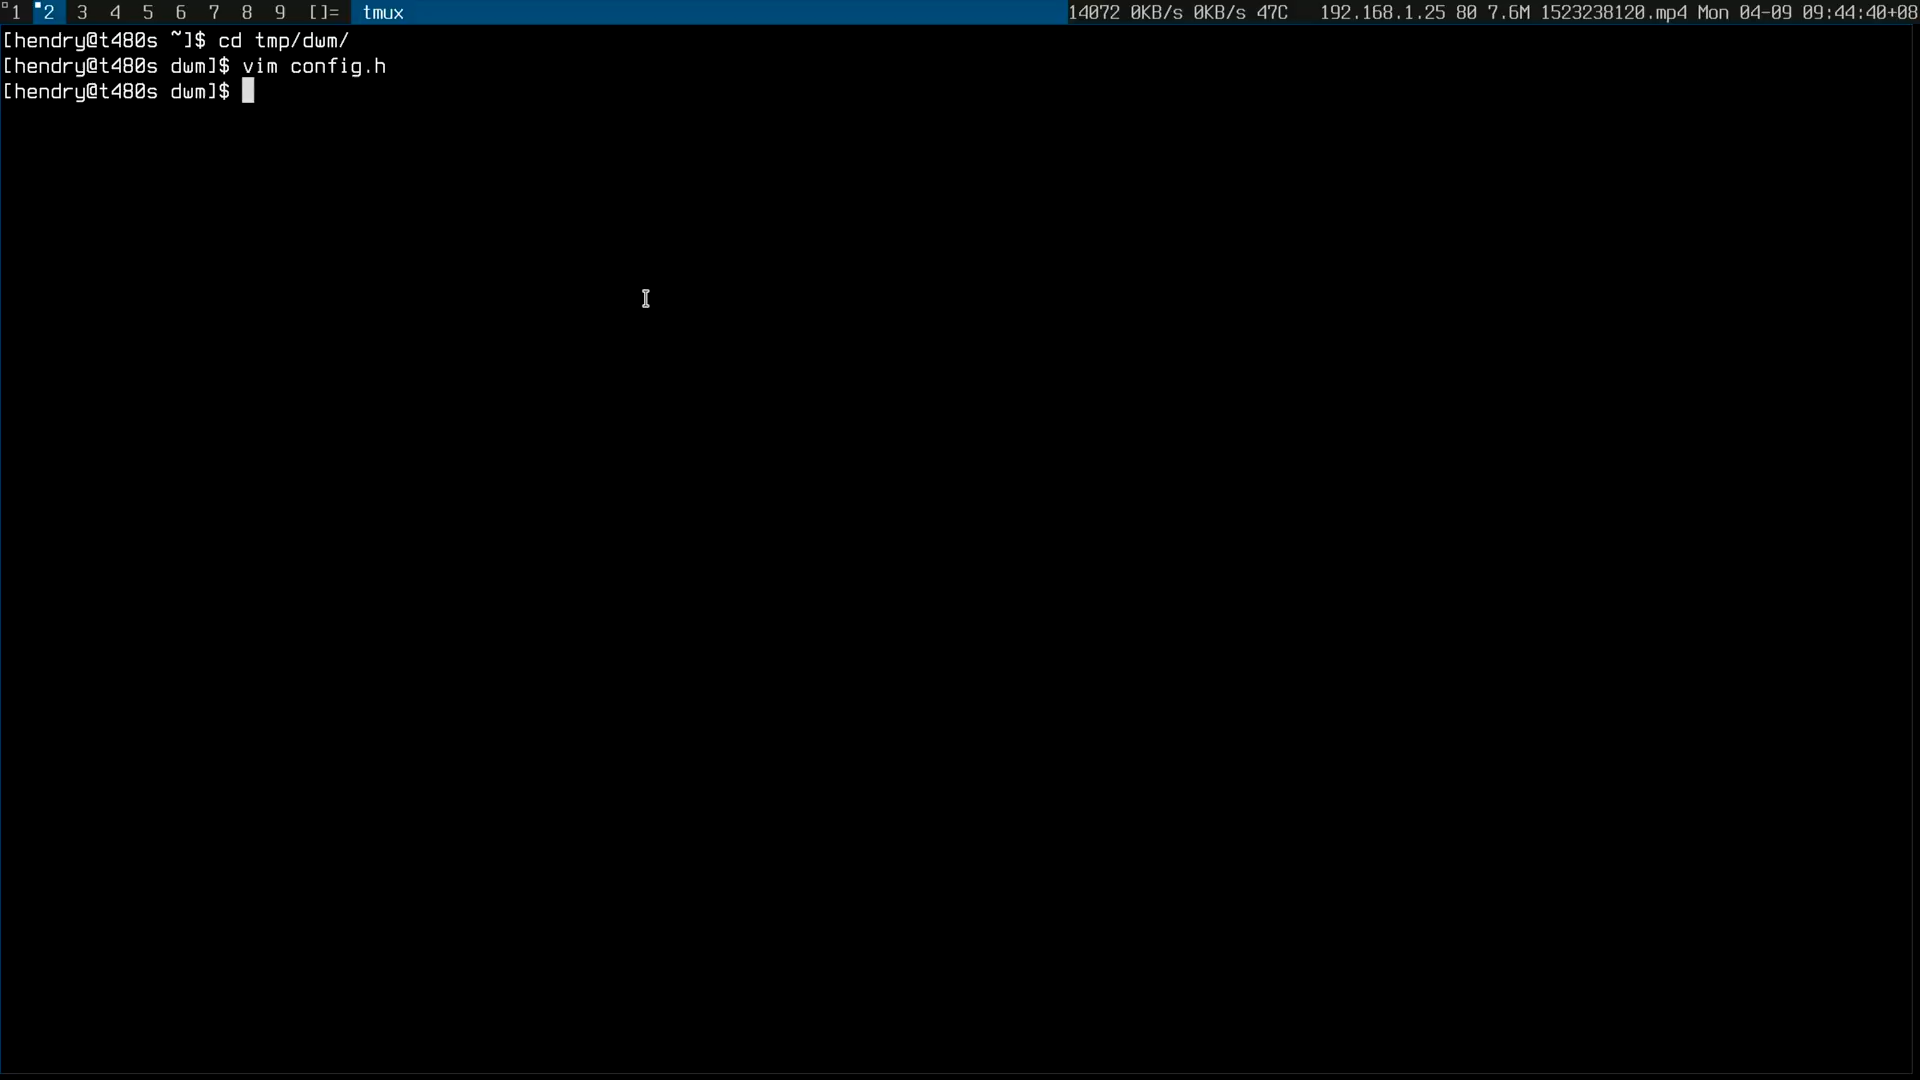 1 2 3 4 5 6 7 8 9 []= tmux 14072 0KB/s 0KB/s 47C 192.168.1.25 80 7.6M 1523238120.mp4 Mon 04-09 09:44:40+08
[hendry@t480s ~]$ cd tmp/dwm/
[hendry@t480s dwm]$ vim config.h
[hendry@t480s dwm]$